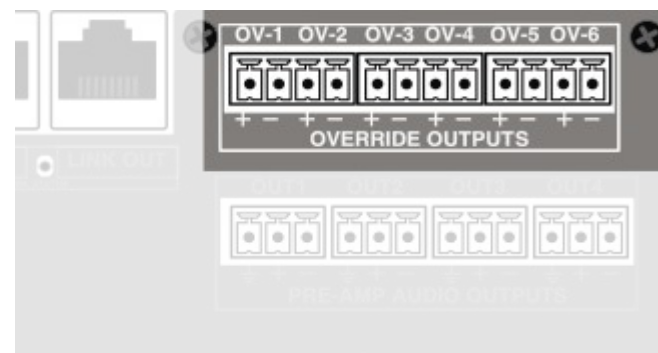 OV-1 OV-2 OV-3 OV-4 OV-5 OV-6
+ − + − + − + − + − + −
OVERRIDE OUTPUTS
LINK OUT
OUT1 OUT2 OUT3 OUT4
⏚ + − ⏚ + − ⏚ + − ⏚ + −
PRE-AMP AUDIO OUTPUTS